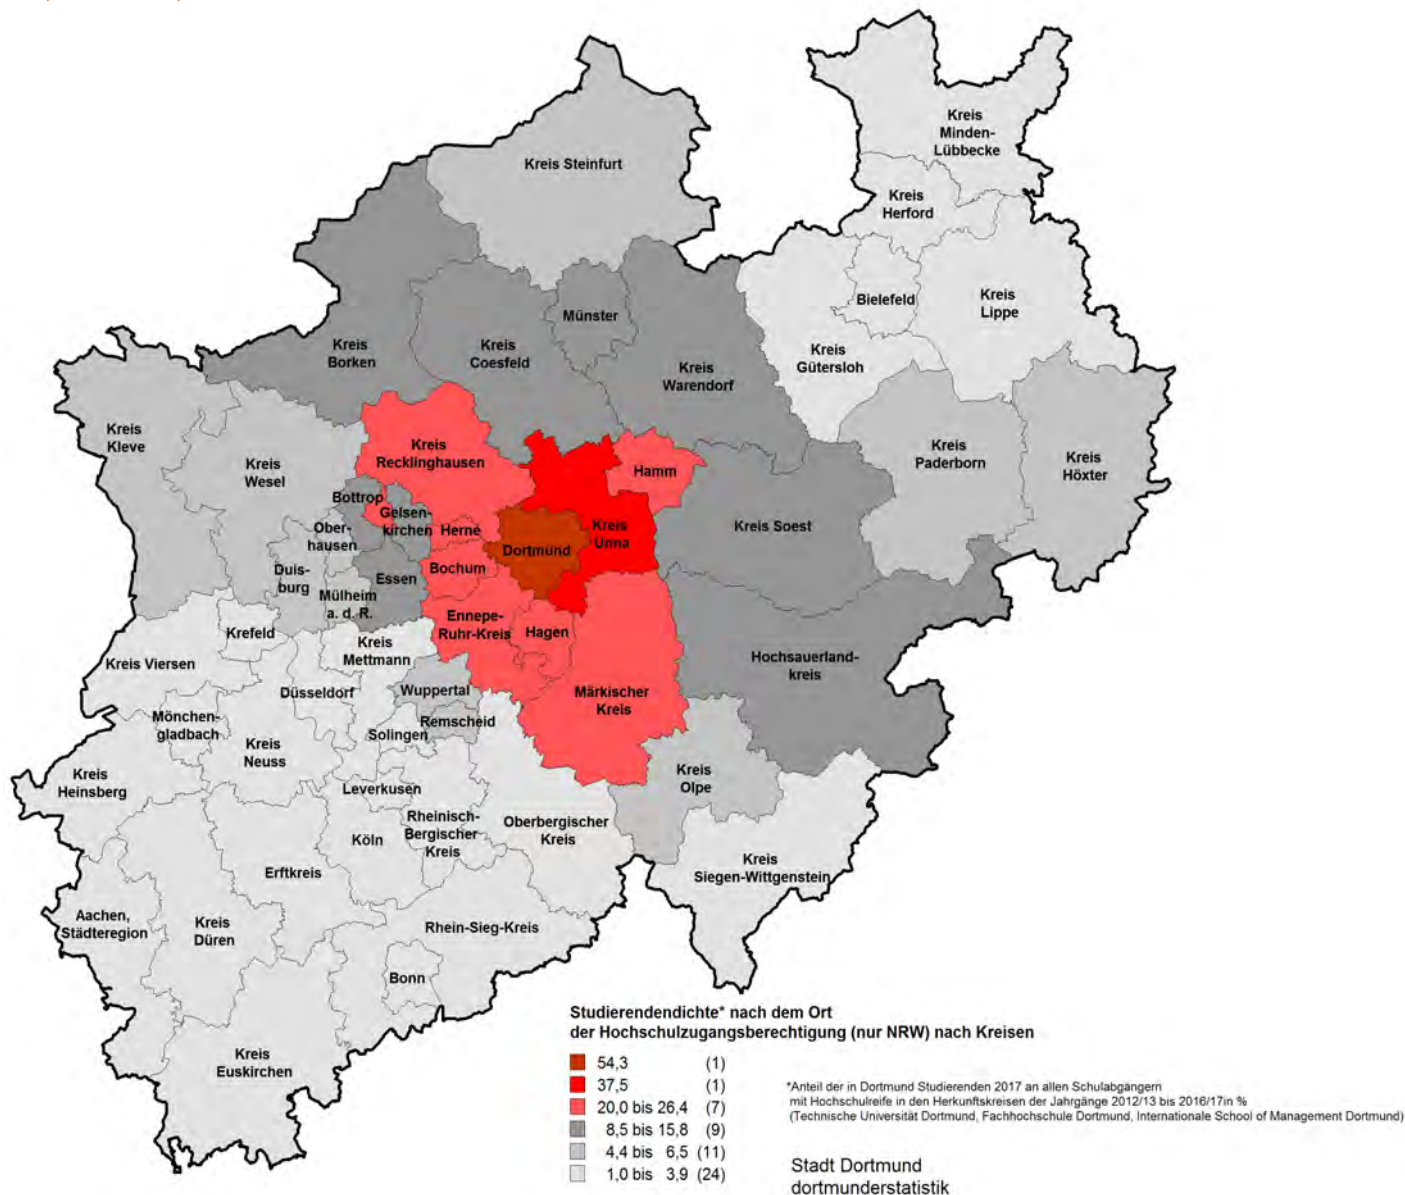 Kreis
Minden-
Lübbecke
Kreis Steinfurt
Kreis
Herford
Bielefeld
Kreis
Lippe
Münster
Kreis
Borken
Kreis
Coesfeld
Kreis
Warendorf
Kreis
Gütersloh
Kreis
Kleve
Kreis
Wesel
Kreis
Recklinghausen
Hamm
Kreis
Paderborn
Kreis
Höxter
Bottrop
Gelsen-
kirchen
Herne
Ober-
hausen
Dortmund
Kreis
Unna
Kreis Soest
Duis-
burg
Essen
Bochum
Mülheim
a. d. R.
Ennepe-
Ruhr-Kreis
Hagen
Krefeld
Kreis
Mettmann
Kreis Viersen
Düsseldorf
Wuppertal
Märkischer
Kreis
Hochsauerland-
kreis
Mönchen-
gladbach
Remscheid
Solingen
Kreis
Neuss
Kreis
Heinsberg
Leverkusen
Kreis
Olpe
Köln
Rheinisch-
Bergischer
Kreis
Oberbergischer
Kreis
Erftkreis
Kreis
Siegen-Wittgenstein
Aachen,
Städteregion
Kreis
Düren
Rhein-Sieg-Kreis
Bonn
Kreis
Euskirchen
Studierendendichte* nach dem Ort
der Hochschulzugangsberechtigung (nur NRW) nach Kreisen
54,3 (1)
37,5 (1)
20,0 bis 26,4 (7)
8,5 bis 15,8 (9)
4,4 bis 6,5 (11)
1,0 bis 3,9 (24)
*Anteil der in Dortmund Studierenden 2017 an allen Schulabgängern
mit Hochschulreife in den Herkunftskreisen der Jahrgänge 2012/13 bis 2016/17in %
(Technische Universität Dortmund, Fachhochschule Dortmund, Internationale School of Management Dortmund)
Stadt Dortmund
dortmunderstatistik